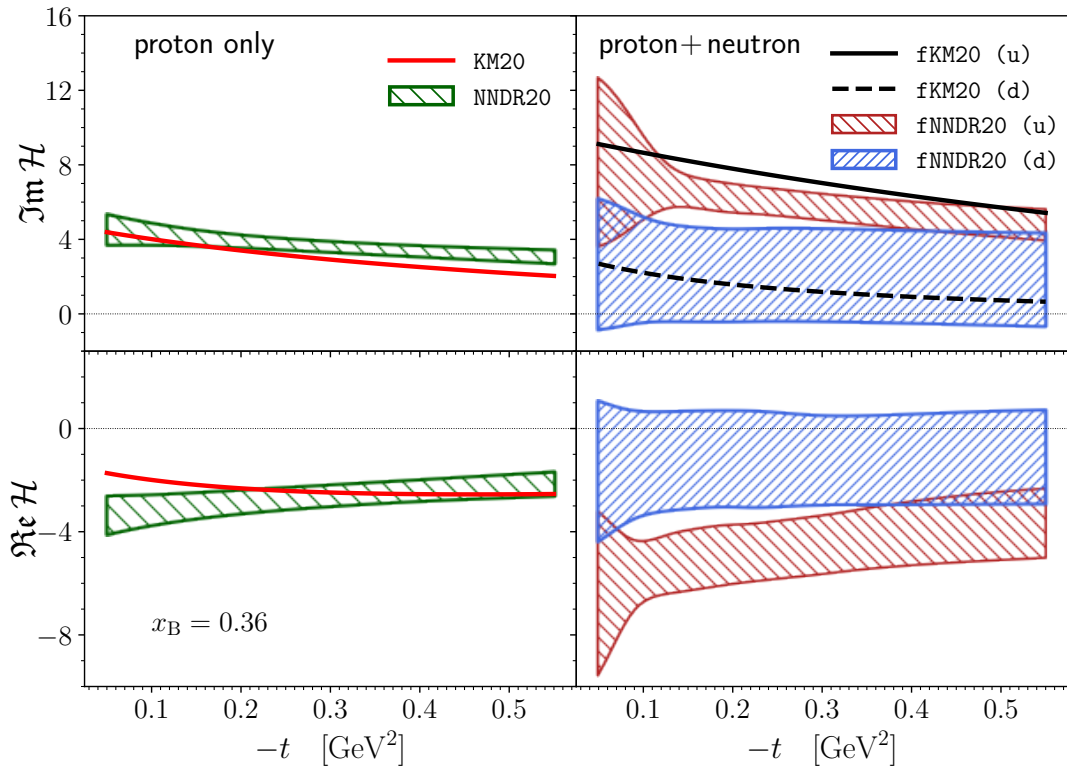 proton only
KM20
NNDR20
proton+neutron
fKM20 (u)
fKM20 (d)
fNNDR20 (u)
fNNDR20 (d)
16
12
8
4
0
ℑm ℋ
0
−4
−8
ℜe ℋ
x_B = 0.36
0.1 0.2 0.3 0.4 0.5
0.1 0.2 0.3 0.4 0.5
−t [GeV²]
−t [GeV²]